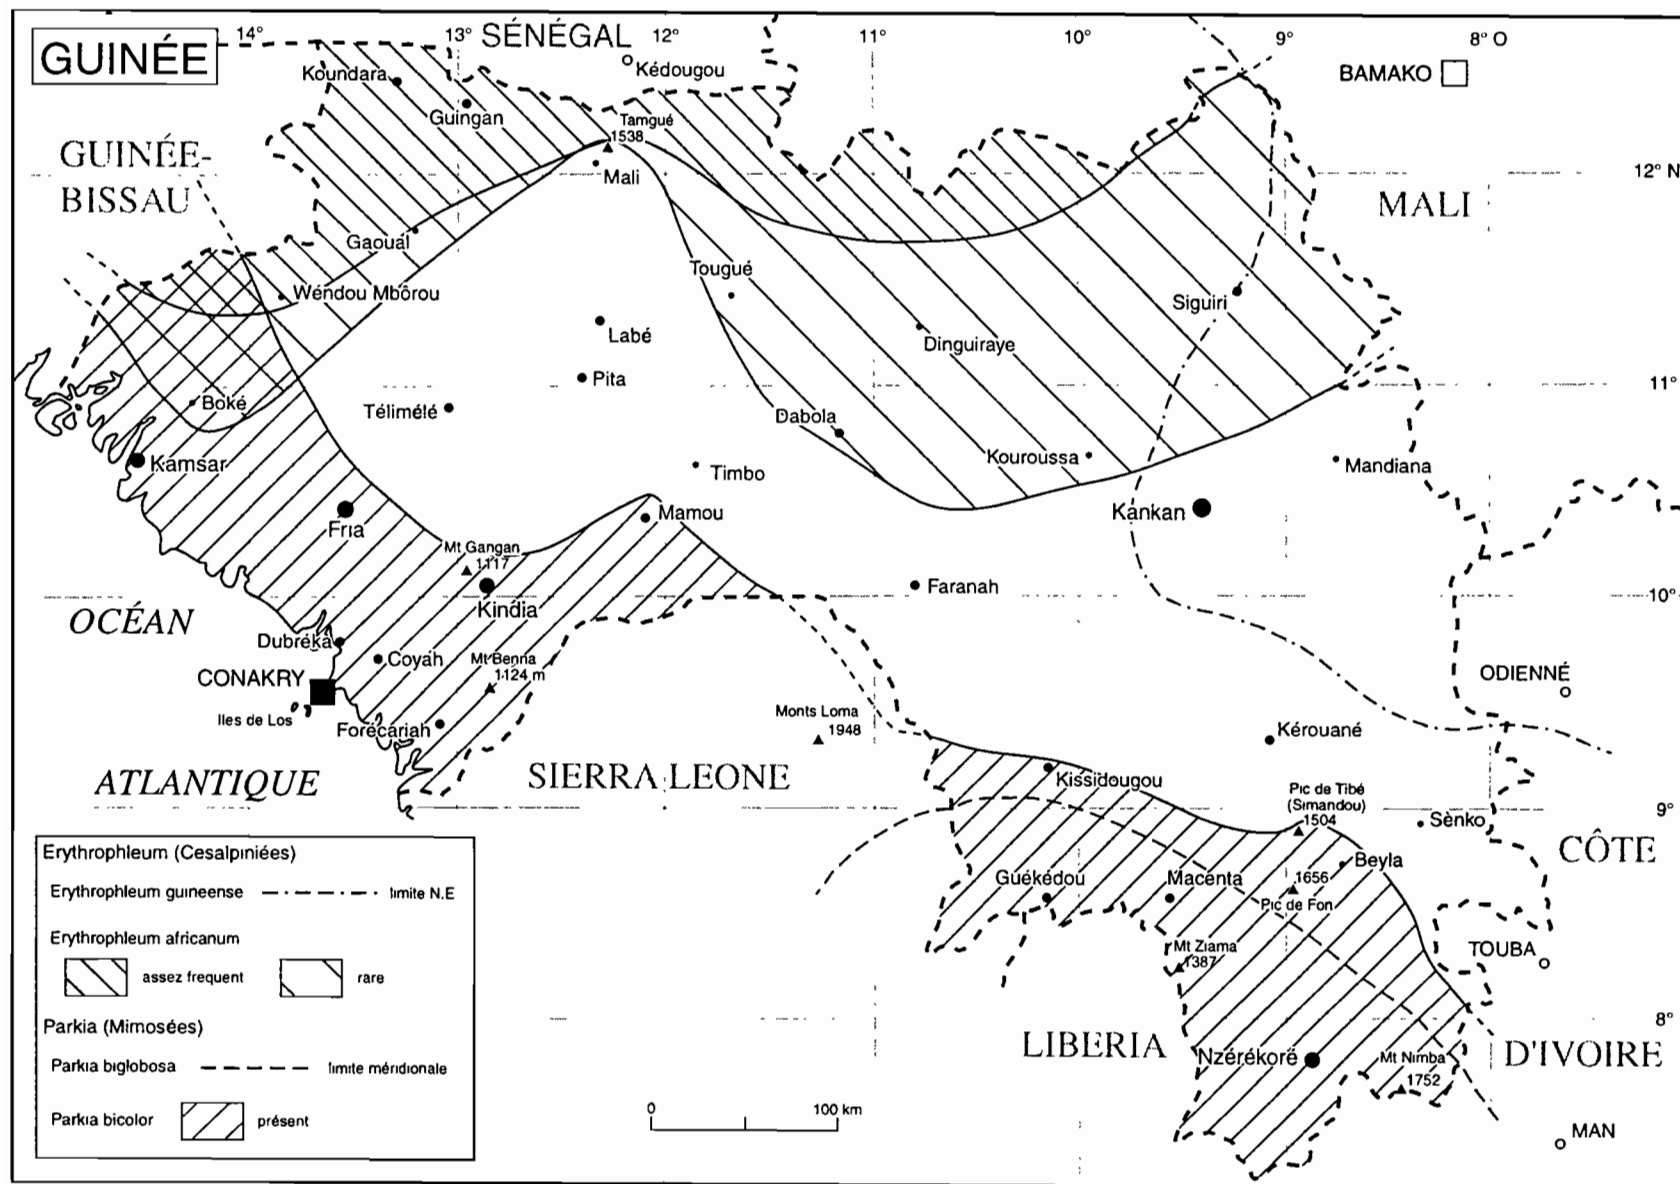 GUINÉE
14°
13°
SÉNÉGAL
12°
11°
10°
9°
8° O
Koundara
Kédougou
BAMAKO
Guingan
Tamgué
1538
GUINÉE-
BISSAU
Mali
12° N
MALI
Gaoual
Tougué
Wéndou Mbôrou
Siguiri
Labé
Dinguiraye
Pita
11°
Boké
Télimélé
Dabola
Kamsar
Timbo
Kouroussa
Mandiana
Fria
Mamou
Kankan
Mt Gangan
1117
Kindia
Faranah
10°
OCÉAN
Dubréka
Coyah
Mt Benna
1124 m
CONAKRY
ODIENNÉ
Iles de Los
Forécariah
Monts Loma
1948
Kérouané
ATLANTIQUE
SIERRA LEONE
Kissidougou
Pic de Tibé
(Simandou)
1504
9°
Sènko
CÔTE
Beyla
Guékédou
Macenta
1656
Pic de Fon
Mt Ziama
1387
TOUBA
8°
LIBERIA
D'IVOIRE
Nzérékoré
Mt Nimba
1752
MAN
Erythrophleum (Cesalpiniées)
Erythrophleum guineense limite N.E
Erythrophleum africanum
assez frequent rare
Parkia (Mimosées)
Parkia biglobosa limite méridionale
Parkia bicolor présent
0 100 km